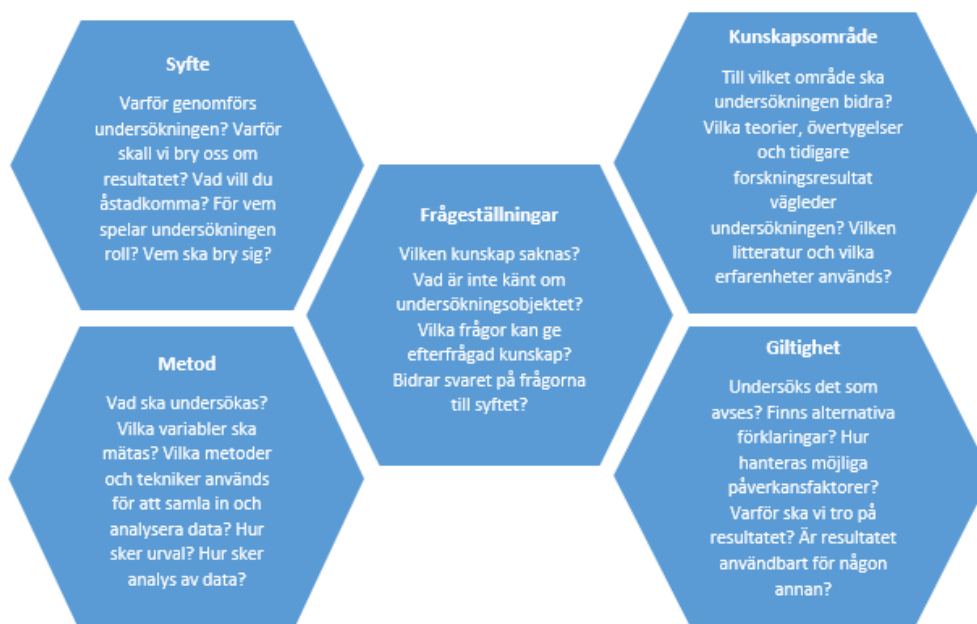 Syfte
Varför genomförs
undersökningen? Varför
skall vi bry oss om
resultatet? Vad vill du
åstadkomma? För vem
spelar undersökningen
roll? Vem ska bry sig?
Kunskapsområde
Till vilket område ska
undersökningen bidra?
Vilka teorier, övertygelser
och tidigare
forskningsresultat
vägleder
undersökningen? Vilken
litteratur och vilka
erfarenheter används?
Frågeställningar
Vilken kunskap saknas?
Vad är inte känt om
undersökningsobjektet?
Vilka frågor kan ge
efterfrågad kunskap?
Bidrar svaret på frågorna
till syftet?
Metod
Vad ska undersökas?
Vilka variabler ska
mätas? Vilka metoder
och tekniker används
för att samla in och
analysera data? Hur
sker urval? Hur sker
analys av data?
Giltighet
Undersöks det som
avses? Finns alternativa
förklaringar? Hur
hanteras möjliga
påverkansfaktorer?
Varför ska vi tro på
resultatet? Är resultatet
användbart för någon
annan?